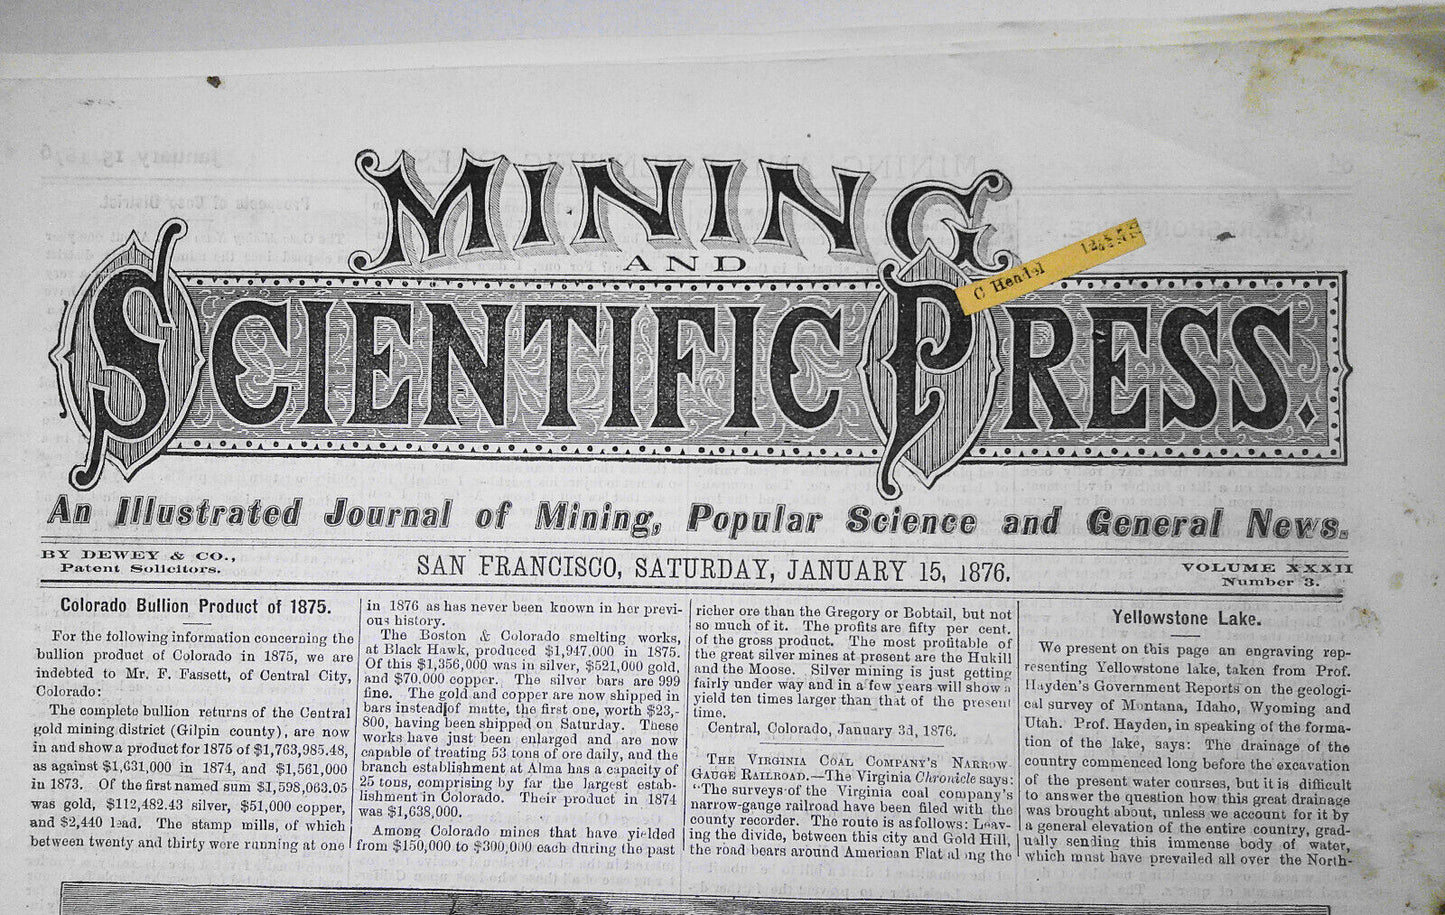 MINING
AND
SCIENTIFIC PRESS.
C Hendel
An Illustrated Journal of Mining, Popular Science and General News.
BY DEWEY & CO.,
Patent Solicitors.
SAN FRANCISCO, SATURDAY, JANUARY 15, 1876.
VOLUME XXXII
Number 3.
Colorado Bullion Product of 1875.
For the following information concerning the
bullion product of Colorado in 1875, we are
indebted to Mr. F. Fassett, of Central City,
Colorado:
The complete bullion returns of the Central
gold mining district (Gilpin county), are now
in and show a product for 1875 of $1,763,985.48,
as against $1,631,000 in 1874, and $1,561,000
in 1873. Of the first named sum $1,598,063.05
was gold, $112,482.43 silver, $51,000 copper,
and $2,440 lead. The stamp mills, of which
between twenty and thirty were running at one
in 1876 as has never been known in her previ-
ous history.
The Boston & Colorado smelting works,
at Black Hawk, produced $1,947,000 in 1875.
Of this $1,356,000 was in silver, $521,000 gold,
and $70,000 copper. The silver bars are 999
fine. The gold and copper are now shipped in
bars instead of matte, the first one, worth $23,-
800, having been shipped on Saturday. These
works have just been enlarged and are now
capable of treating 53 tons of ore daily, and the
branch establishment at Alma has a capacity of
25 tons, comprising by far the largest estab-
lishment in Colorado. Their product in 1874
was $1,638,000.
Among Colorado mines that have yielded
from $150,000 to $300,000 each during the past
richer ore than the Gregory or Bobtail, but not
so much of it. The profits are fifty per cent.
of the gross product. The most profitable of
the great silver mines at present are the Hukill
and the Moose. Silver mining is just getting
fairly under way and in a few years will show a
yield ten times larger than that of the present
time.
Central, Colorado, January 3d, 1876.
THE VIRGINIA COAL COMPANY'S NARROW-
GAUGE RAILROAD.—The Virginia Chronicle says:
"The surveys of the Virginia coal company's
narrow-gauge railroad have been filed with the
county recorder. The route is as follows: Leav-
ing the divide, between this city and Gold Hill,
the road bears around American Flat along the
Yellowstone Lake.
We present on this page an engraving rep-
resenting Yellowstone lake, taken from Prof.
Hayden's Government Reports on the geologi-
cal survey of Montana, Idaho, Wyoming and
Utah. Prof. Hayden, in speaking of the forma-
tion of the lake, says: The drainage of the
country commenced long before the excavation
of the present water courses, but it is difficult
to answer the question how this great drainage
was brought about, unless we account for it by
a general elevation of the entire country, grad-
ually sending this immense body of water,
which must have prevailed all over the North-